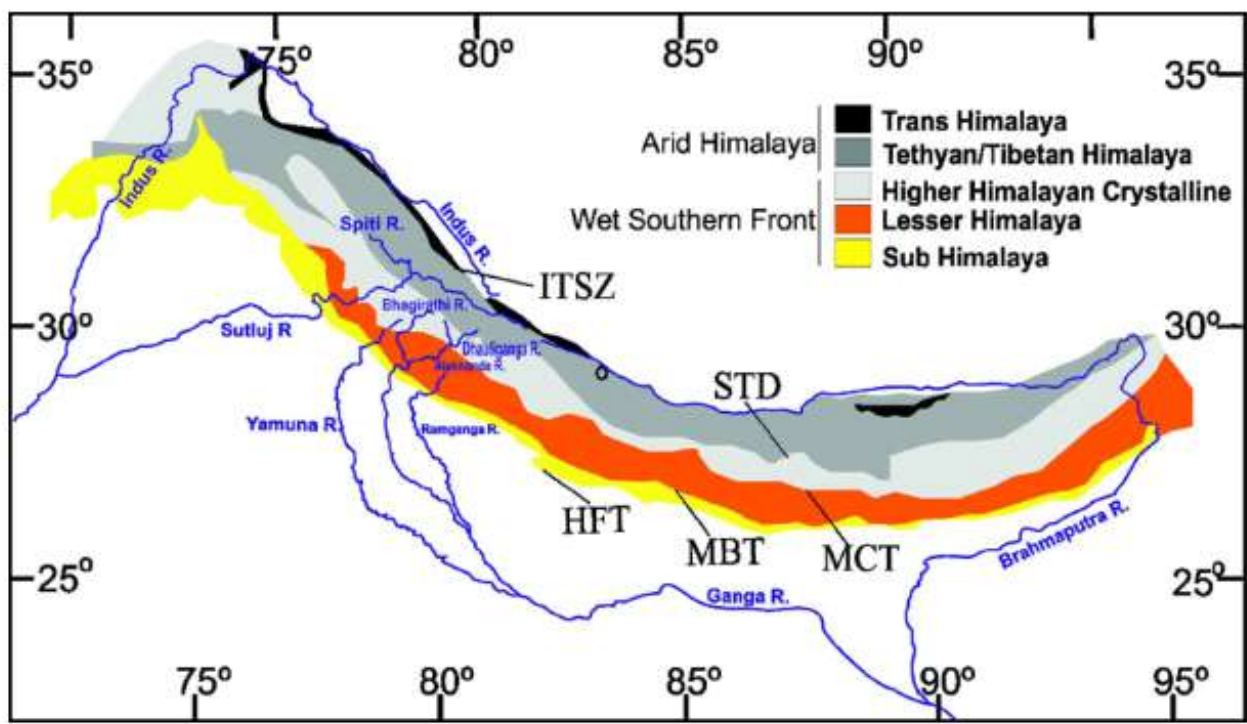 75º 80º 85º 90º
35º 35º
Trans Himalaya
Arid Himalaya
Tethyan/Tibetan Himalaya
Higher Himalayan Crystalline
Wet Southern Front
Lesser Himalaya
Sub Himalaya
Indus R.
Spiti R.
Indus R.
ITSZ
Bhagirathi R.
30º 30º
Sutluj R
Dhauliganga R.
Alaknanda R.
STD
Yamuna R.
Ramganga R.
HFT
MBT
MCT
Brahmaputra R.
25º 25º
Ganga R.
75º 80º 85º 90º 95º